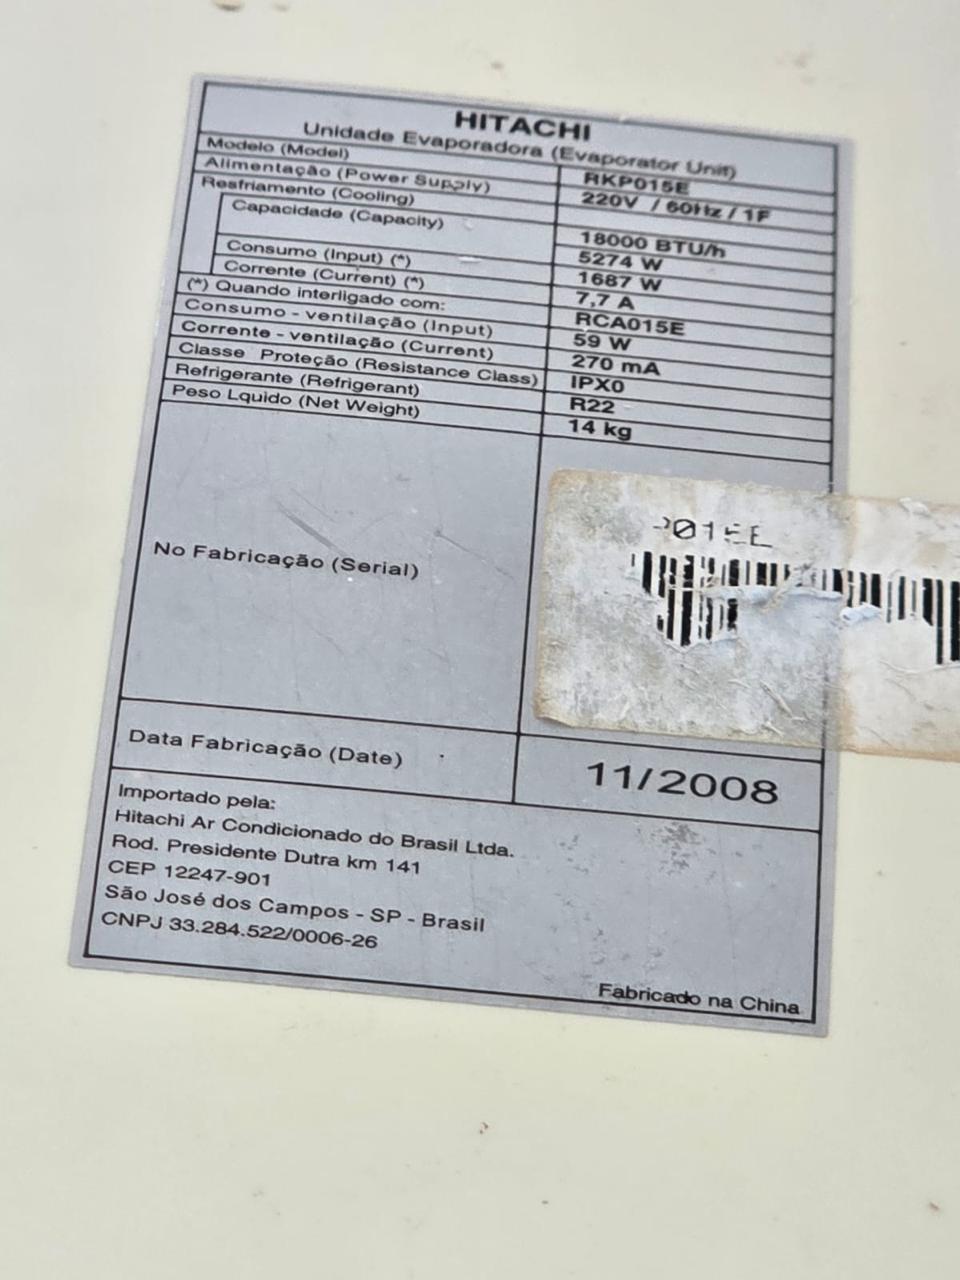 HITACHI
Unidade Evaporadora (Evaporator Unit)
Modelo (Model) RKP015E
Alimentação (Power Supply) 220V / 60Hz / 1F
Resfriamento (Cooling)
Capacidade (Capacity) 18000 BTU/h
5274 W
Consumo (Input) (*) 1687 W
Corrente (Current) (*) 7,7 A
(*) Quando interligado com: RCA015E
Consumo - ventilação (Input) 59 W
Corrente - ventilação (Current) 270 mA
Classe Proteção (Resistance Class) IPX0
Refrigerante (Refrigerant) R22
Peso Lquido (Net Weight) 14 kg
No Fabricação (Serial)
Data Fabricação (Date) 11/2008
Importado pela:
Hitachi Ar Condicionado do Brasil Ltda.
Rod. Presidente Dutra km 141
CEP 12247-901
São José dos Campos - SP - Brasil
CNPJ 33.284.522/0006-26
Fabricado na China